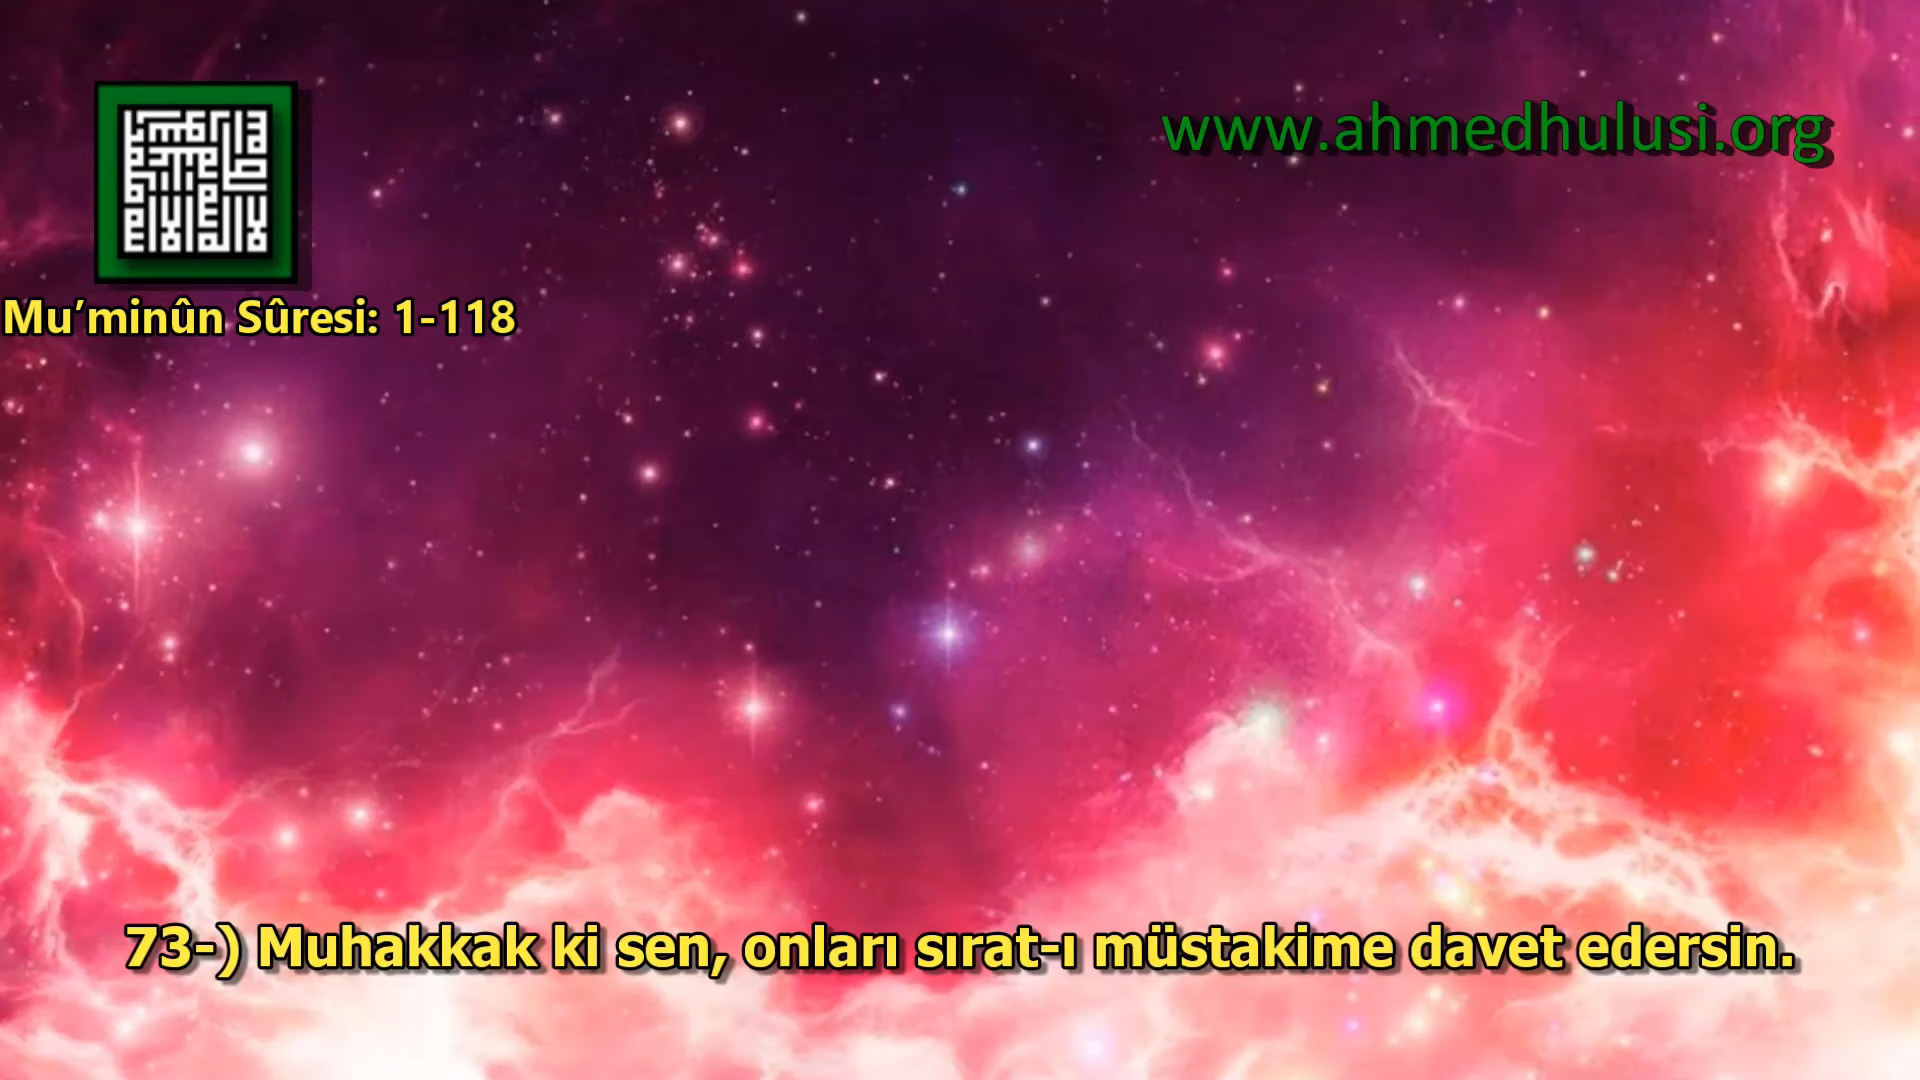 www.ahmedhulusi.org
Mu’minûn Sûresi: 1-118
73-) Muhakkak ki sen, onları sırat-ı müstakime davet edersin.